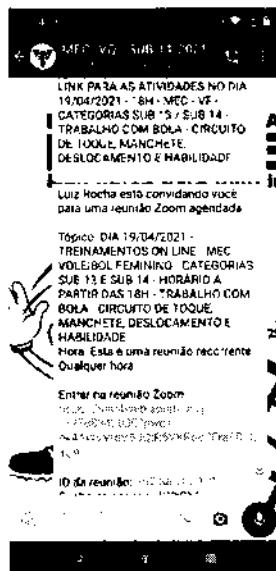 MEC VO SUB 13 2021
LINK PARA AS ATIVIDADES NO DIA
19/04/2021 - 18H - MEC - VF -
CATEGORIAS SUB 13 / SUB 14 -
TRABALHO COM BOLA - CIRCUITO
DE TOQUE, MANCHETE,
DESLOCAMENTO E HABILIDADE
Luiz Rocha está convidando você
para uma reunião Zoom agendada
Tópico: DIA 19/04/2021 -
TREINAMENTOS ON LINE - MEC
VOLEIBOL FEMININO - CATEGORIAS
SUB 13 E SUB 14 - HORÁRIO A
PARTIR DAS 18H - TRABALHO COM
BOLA - CIRCUITO DE TOQUE,
MANCHETE, DESLOCAMENTO E
HABILIDADE
Hora: Esta é uma reunião recorrente
Qualquer hora
Entrar na reunião Zoom
ID da reunião: